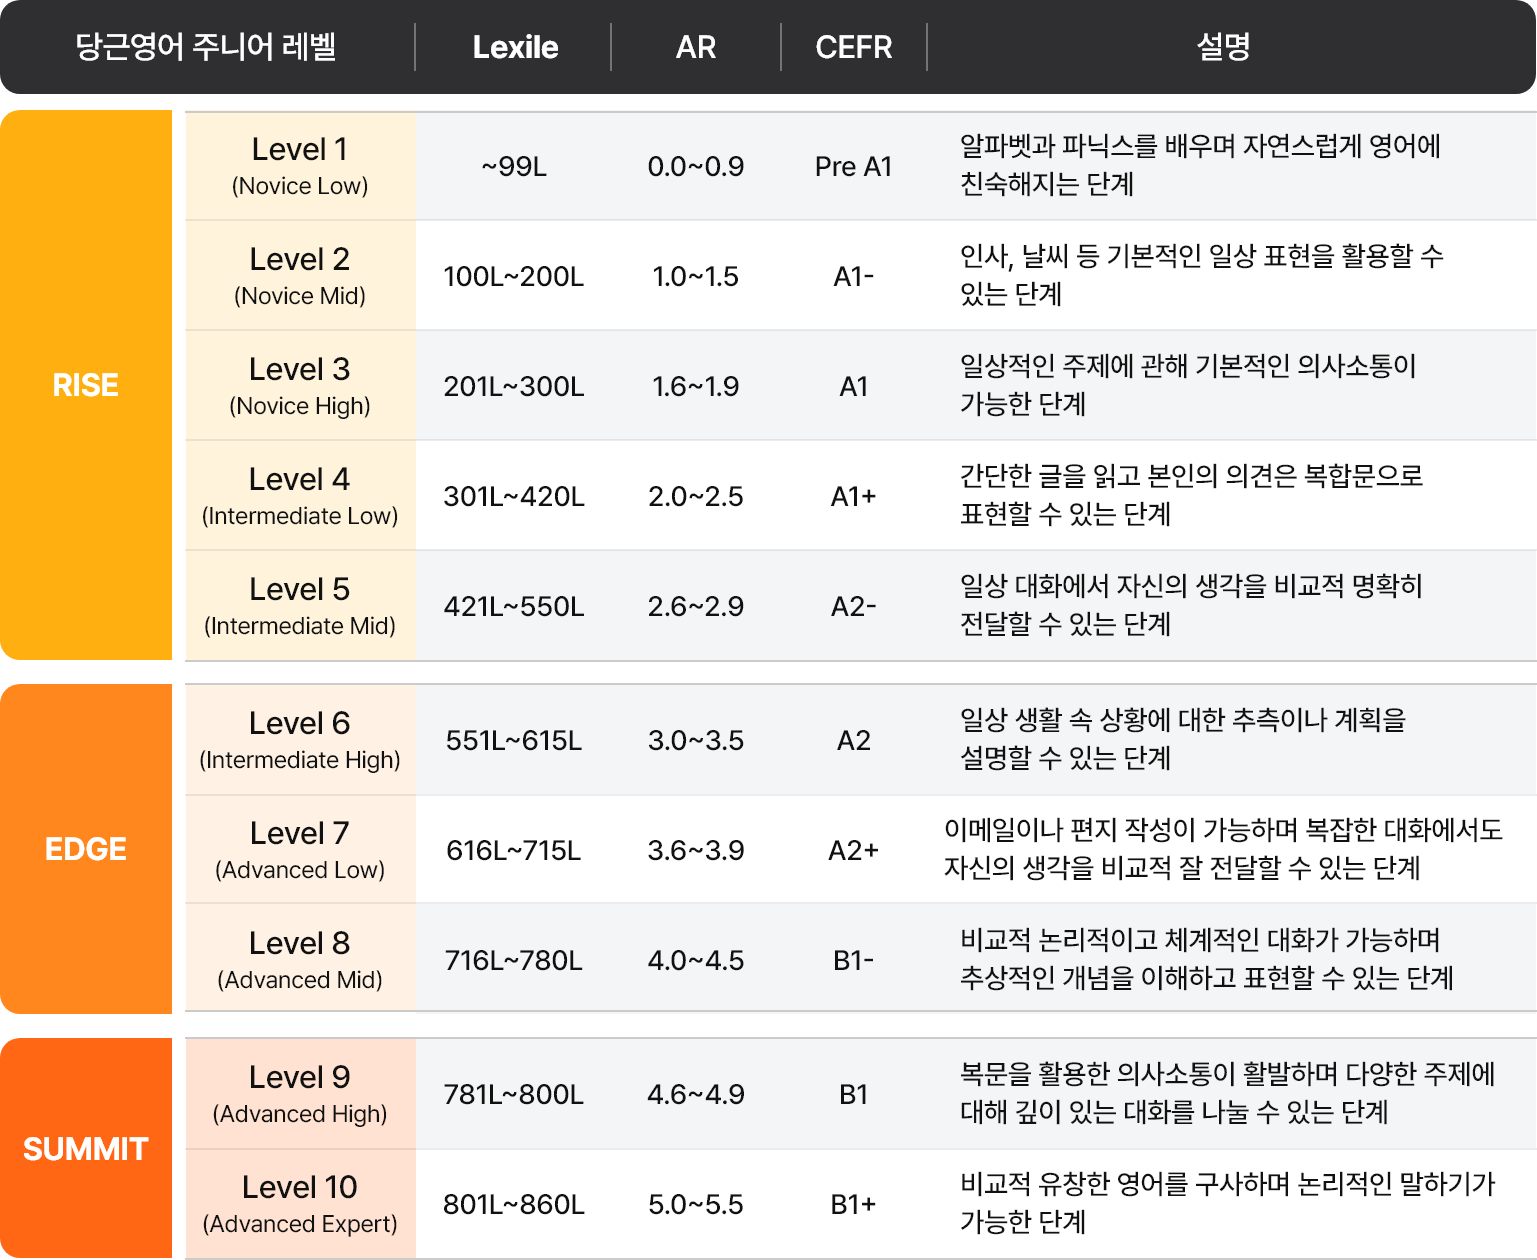 당근영어 주니어 레벨 Lexile AR CEFR 설명
RISE
Level 1
(Novice Low)
~99L 0.0~0.9 Pre A1
알파벳과 파닉스를 배우며 자연스럽게 영어에
친숙해지는 단계
Level 2
(Novice Mid)
100L~200L 1.0~1.5 A1-
인사, 날씨 등 기본적인 일상 표현을 활용할 수
있는 단계
Level 3
(Novice High)
201L~300L 1.6~1.9 A1
일상적인 주제에 관해 기본적인 의사소통이
가능한 단계
Level 4
(Intermediate Low)
301L~420L 2.0~2.5 A1+
간단한 글을 읽고 본인의 의견은 복합문으로
표현할 수 있는 단계
Level 5
(Intermediate Mid)
421L~550L 2.6~2.9 A2-
일상 대화에서 자신의 생각을 비교적 명확히
전달할 수 있는 단계
EDGE
Level 6
(Intermediate High)
551L~615L 3.0~3.5 A2
일상 생활 속 상황에 대한 추측이나 계획을
설명할 수 있는 단계
Level 7
(Advanced Low)
616L~715L 3.6~3.9 A2+
이메일이나 편지 작성이 가능하며 복잡한 대화에서도
자신의 생각을 비교적 잘 전달할 수 있는 단계
Level 8
(Advanced Mid)
716L~780L 4.0~4.5 B1-
비교적 논리적이고 체계적인 대화가 가능하며
추상적인 개념을 이해하고 표현할 수 있는 단계
SUMMIT
Level 9
(Advanced High)
781L~800L 4.6~4.9 B1
복문을 활용한 의사소통이 활발하며 다양한 주제에
대해 깊이 있는 대화를 나눌 수 있는 단계
Level 10
(Advanced Expert)
801L~860L 5.0~5.5 B1+
비교적 유창한 영어를 구사하며 논리적인 말하기가
가능한 단계